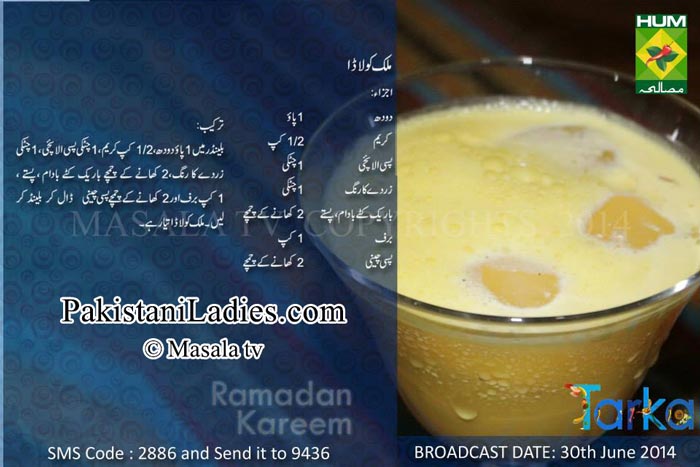 HUM
مصالحہ
ملک کولاڈا
اجزاء:
دودھ 1 پاؤ
کریم 1/2 کپ
پسی الائچی 1 چٹکی
زردے کا رنگ 1 چٹکی
باریک کٹے بادام، پستے 2 کھانے کے چمچے
برف 1 کپ
پسی چینی 2 کھانے کے چمچے
ترکیب:
بلینڈر میں 1 پاؤ دودھ، 1/2 کپ کریم، 1 چٹکی پسی الائچی، 1 چٹکی
زردے کا رنگ، 2 کھانے کے چمچے باریک کٹے بادام، پستے،
1 کپ برف اور 2 کھانے کے چمچے پسی چینی ڈال کر بلینڈ کر
لیں۔ ملک کولاڈا تیار ہے۔
MASALA TV COPYRIGHTS 2014
PakistaniLadies.com
© Masala tv
Ramadan
Kareem
Tarka
SMS Code : 2886 and Send it to 9436
BROADCAST DATE: 30th June 2014